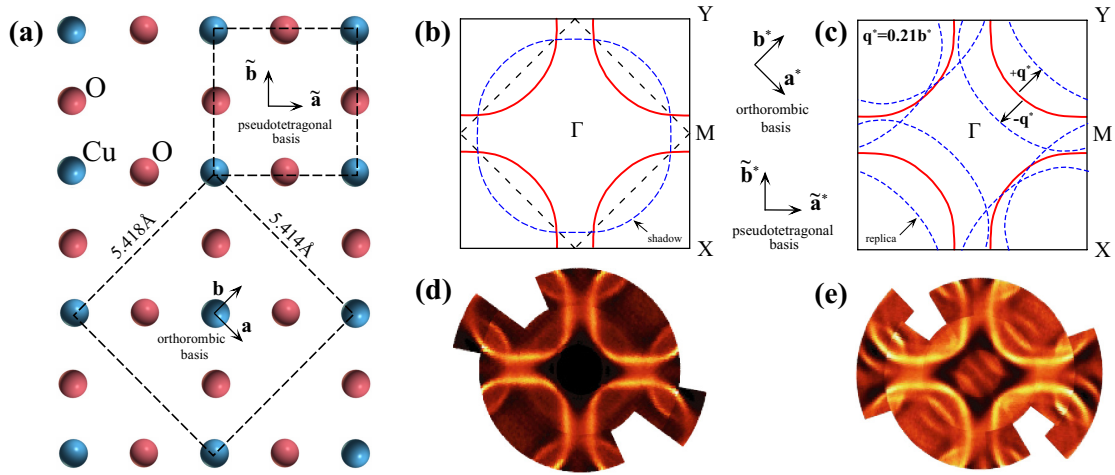 (a)
O
Cu
O
b̃
ã
pseudotetragonal
basis
5.418Å
5.414Å
b
a
orthorombic
basis
(b)
Y
M
X
Γ
shadow
b*
a*
orthorombic
basis
b̃*
ã*
pseudotetragonal
basis
(c)
q*=0.21b*
+q*
-q*
Γ
Y
M
X
replica
(d)
(e)